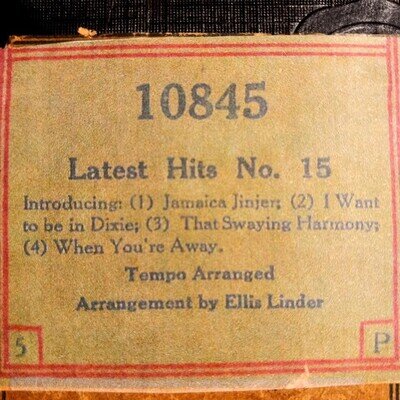 10845
Latest Hits No. 15
Introducing: (1) Jamaica Jinjer; (2) I Want
to be in Dixie; (3) That Swaying Harmony;
(4) When You're Away.
Tempo Arranged
Arrangement by Ellis Linder
5 P